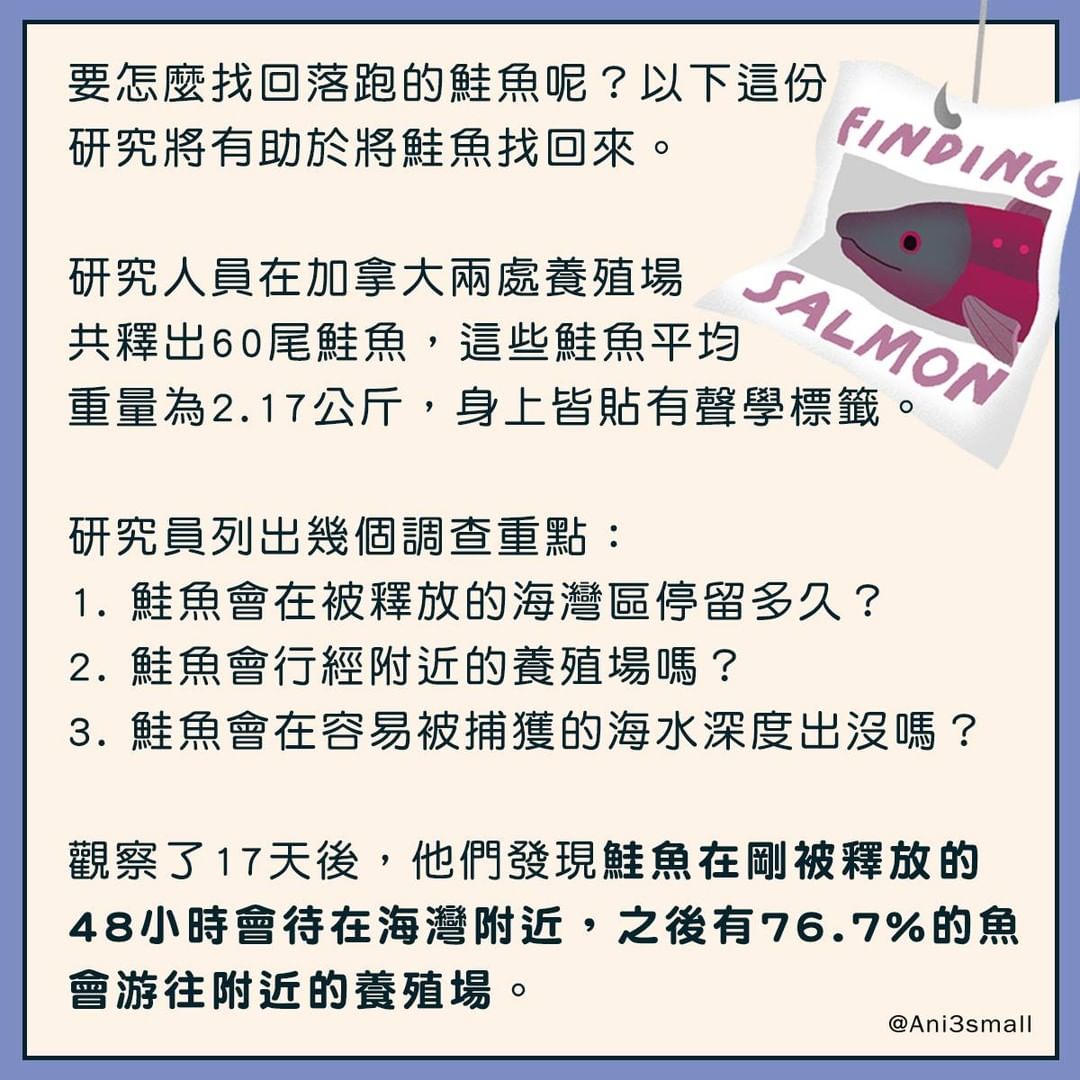 要怎麼找回落跑的鮭魚呢？以下這份
研究將有助於將鮭魚找回來。
FINDING
SALMON
研究人員在加拿大兩處養殖場
共釋出60尾鮭魚，這些鮭魚平均
重量為2.17公斤，身上皆貼有聲學標籤。
研究員列出幾個調查重點：
1. 鮭魚會在被釋放的海灣區停留多久？
2. 鮭魚會行經附近的養殖場嗎？
3. 鮭魚會在容易被捕獲的海水深度出沒嗎？
觀察了17天後，他們發現鮭魚在剛被釋放的
48小時會待在海灣附近，之後有76.7%的魚
會游往附近的養殖場。
@Ani3small